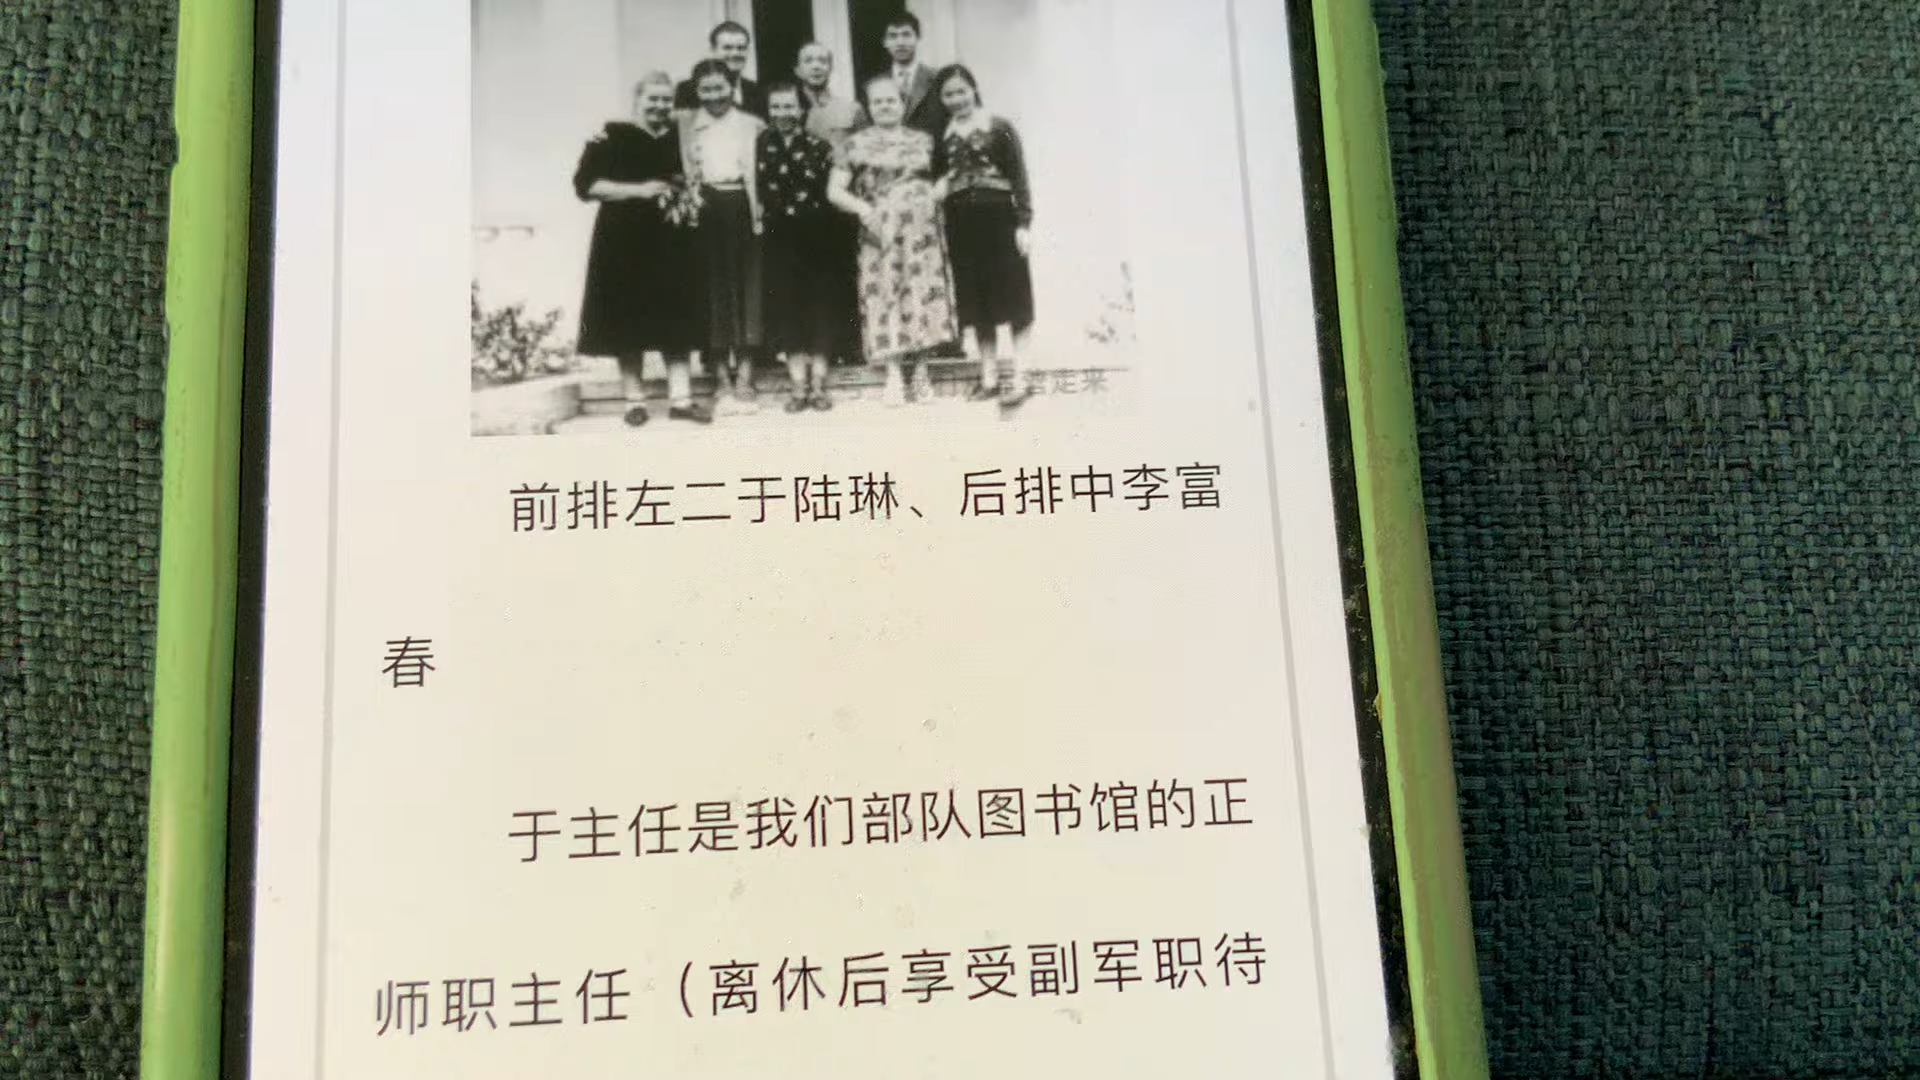 前排左二于陆琳、后排中李富
春
于主任是我们部队图书馆的正
师职主任（离休后享受副军职待